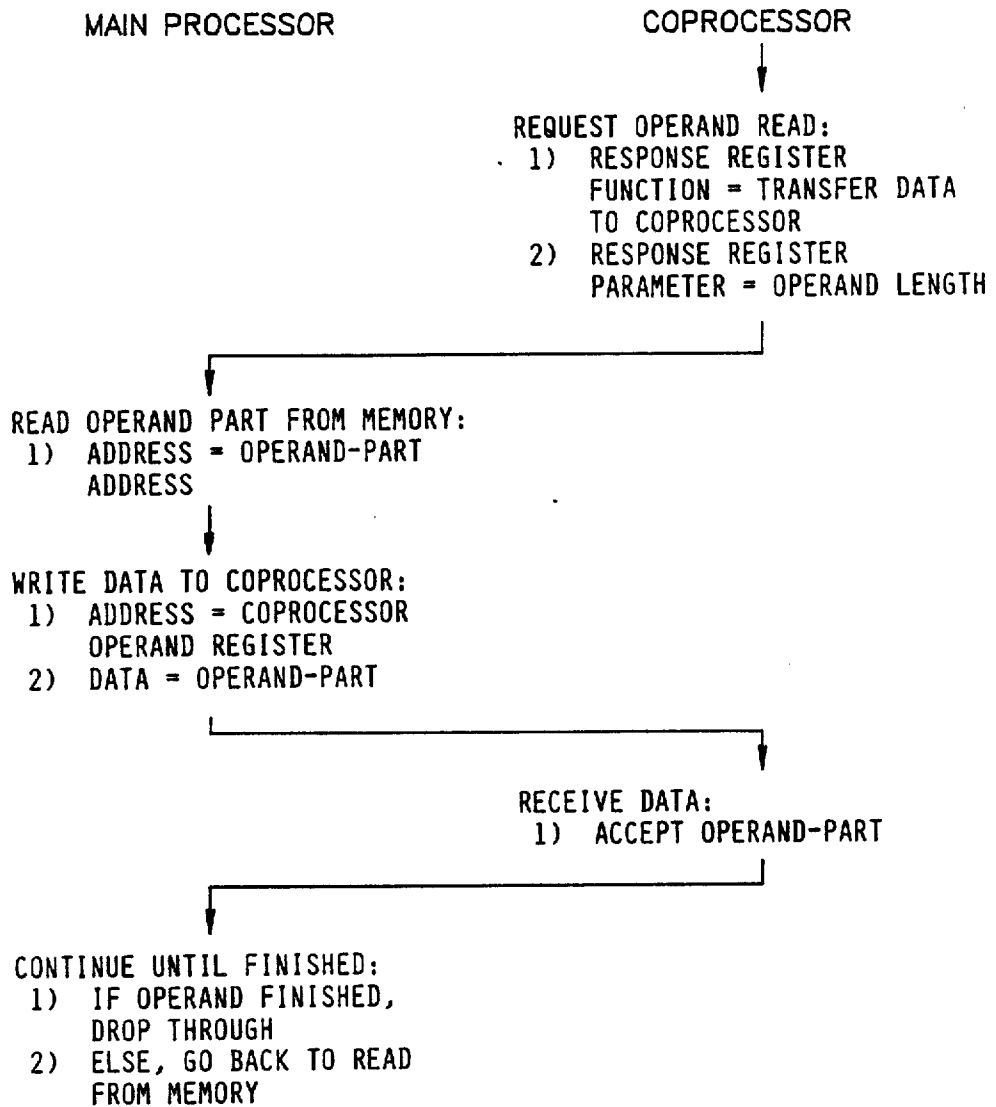 MAIN PROCESSOR
COPROCESSOR
REQUEST OPERAND READ:
1) RESPONSE REGISTER
FUNCTION = TRANSFER DATA
TO COPROCESSOR
2) RESPONSE REGISTER
PARAMETER = OPERAND LENGTH
READ OPERAND PART FROM MEMORY:
1) ADDRESS = OPERAND-PART
ADDRESS
WRITE DATA TO COPROCESSOR:
1) ADDRESS = COPROCESSOR
OPERAND REGISTER
2) DATA = OPERAND-PART
RECEIVE DATA:
1) ACCEPT OPERAND-PART
CONTINUE UNTIL FINISHED:
1) IF OPERAND FINISHED,
DROP THROUGH
2) ELSE, GO BACK TO READ
FROM MEMORY